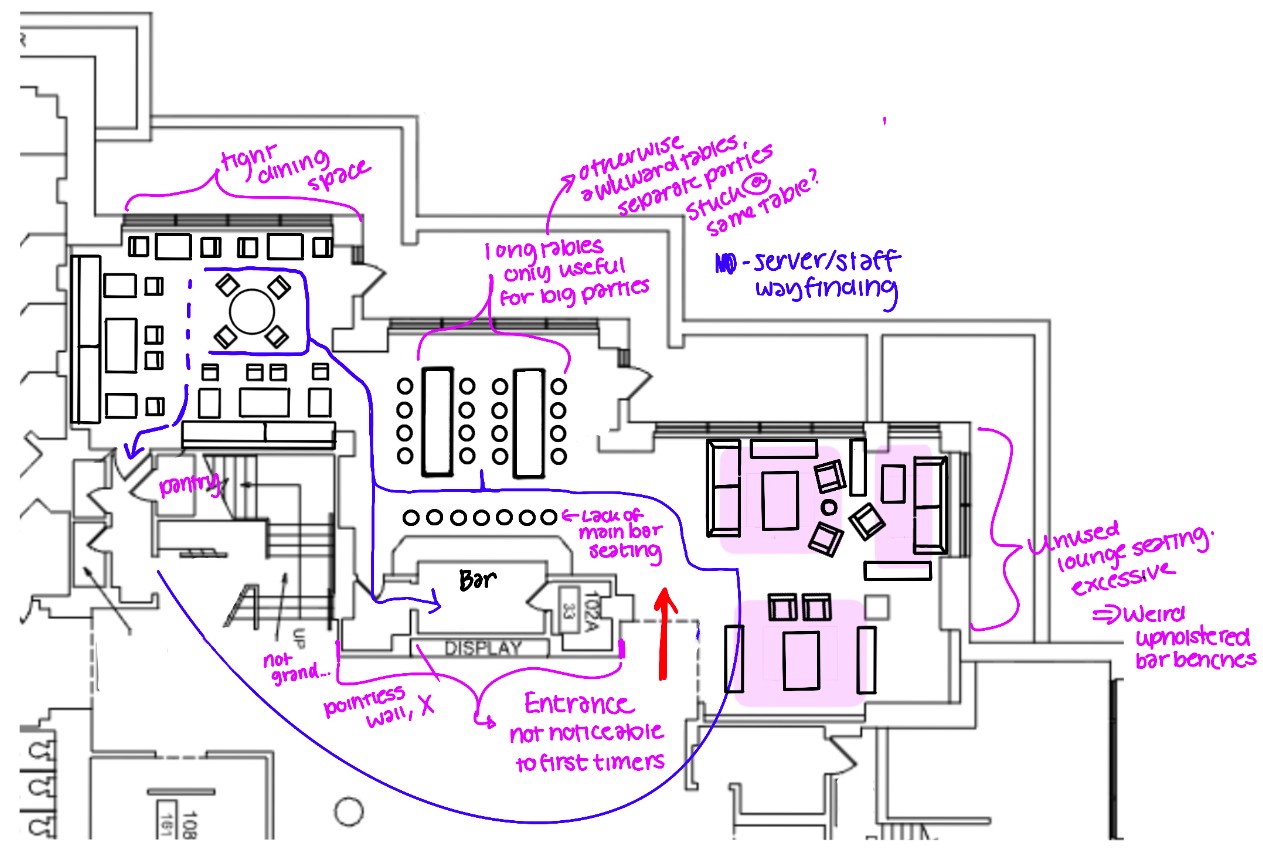 R
tight
dining
space
otherwise
awkward tables,
separate parties
stuck @
same table?
long tables
only useful
for big parties
- server/staff
wayfinding
pantry
← Lack of
main bar
seating
Bar
102A
33
DISPLAY
UP
not
grand...
pointless
wall, X
Entrance
not noticeable
to first timers
Unused
lounge seating.
excessive
⇒ Weird
upholstered
bar benches
108
161